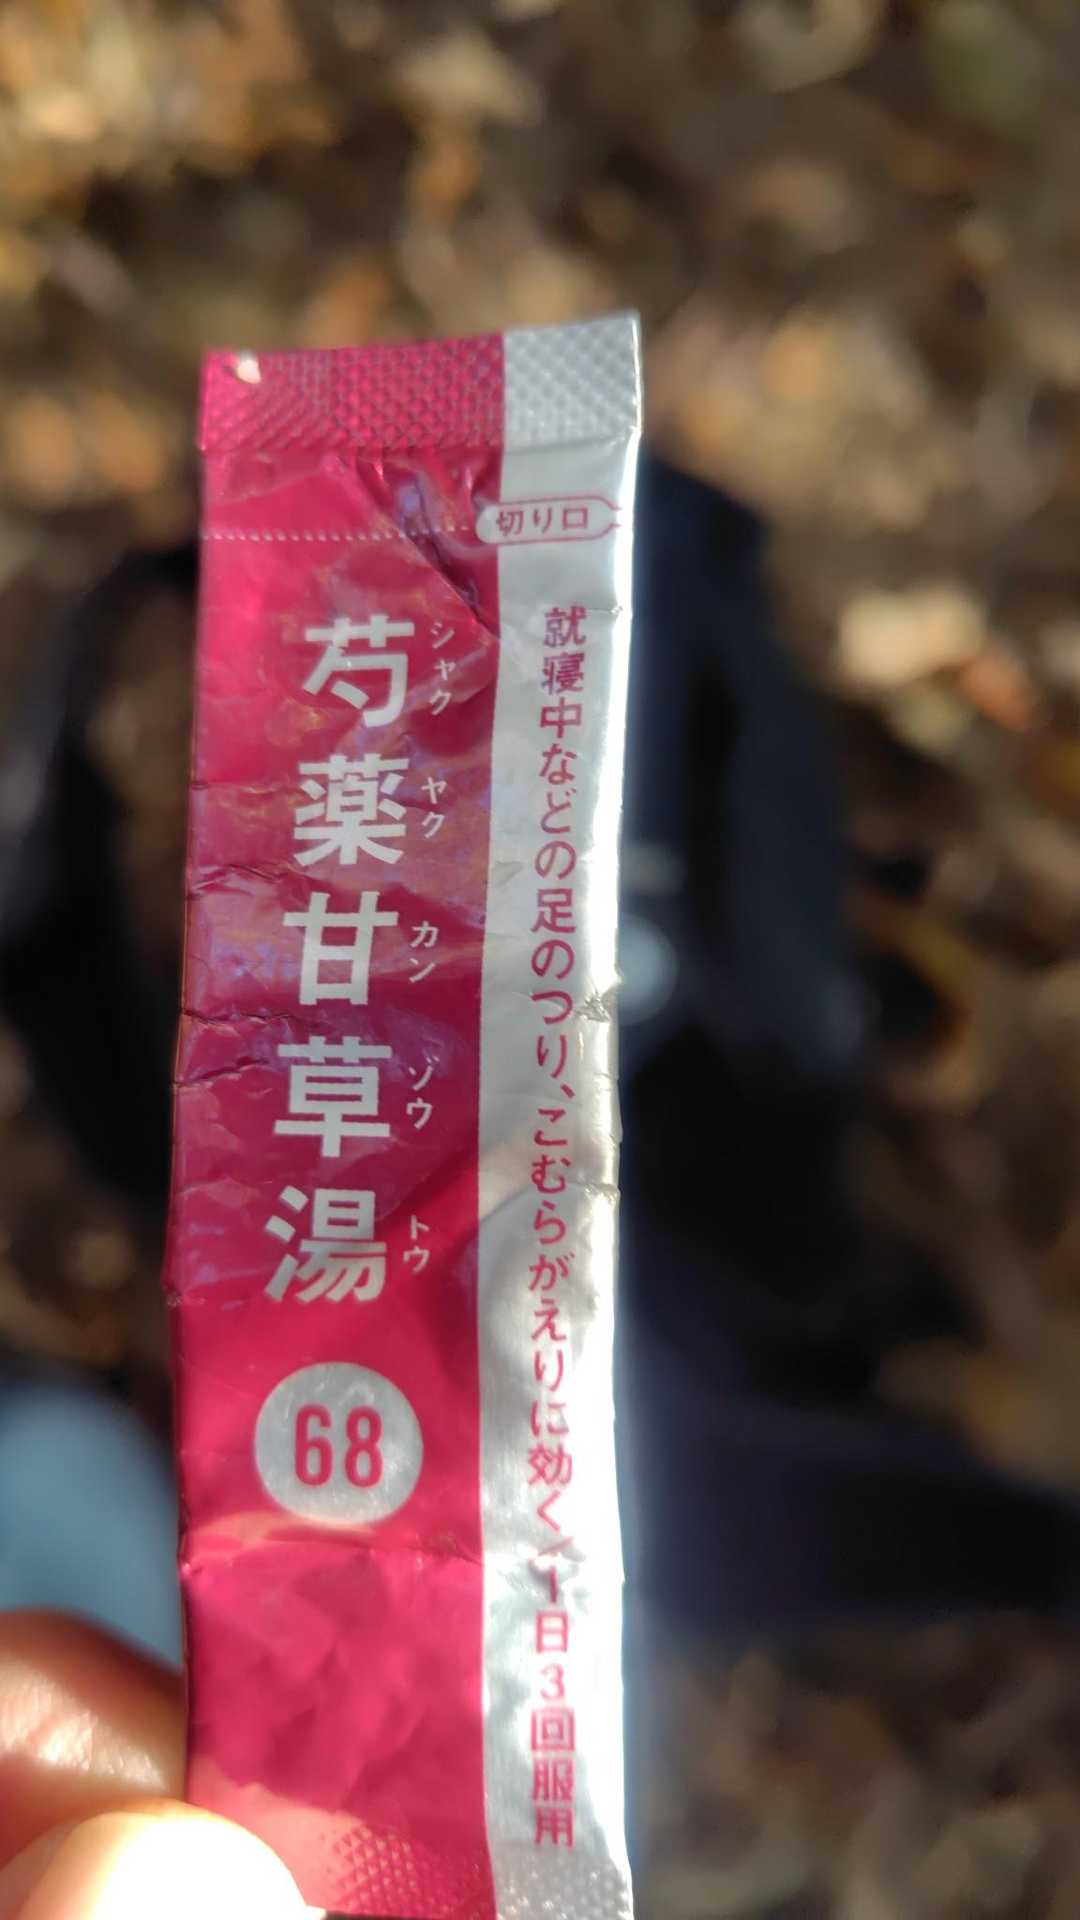 切り口
就寝中などの足のつり、こむらがえりに効く/1日3回服用
芍薬甘草湯
シャクヤクカンゾウトウ
68